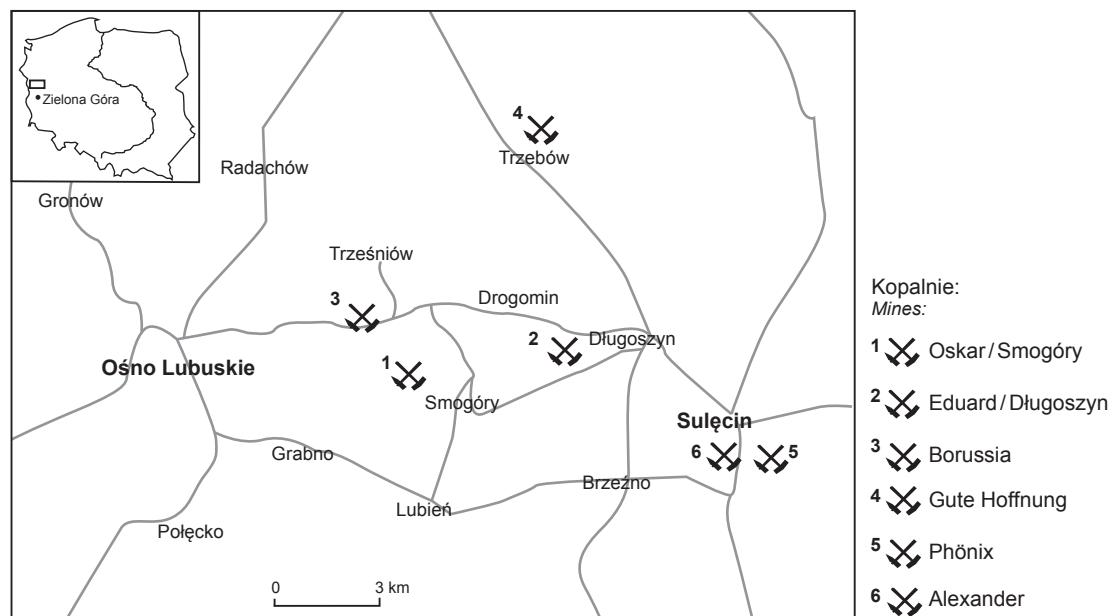 Zielona Góra
4
Trzebów
Radachów
Gronów
Trześniów
3
Drogomin
2
Długoszyn
Ośno Lubuskie
1
Smogóry
Sulęcin
6
5
Grabno
Brzeźno
Lubień
Połęcko
0
3 km
Kopalnie:
Mines:
1 Oskar/Smogóry
2 Eduard/Długoszyn
3 Borussia
4 Gute Hoffnung
5 Phönix
6 Alexander